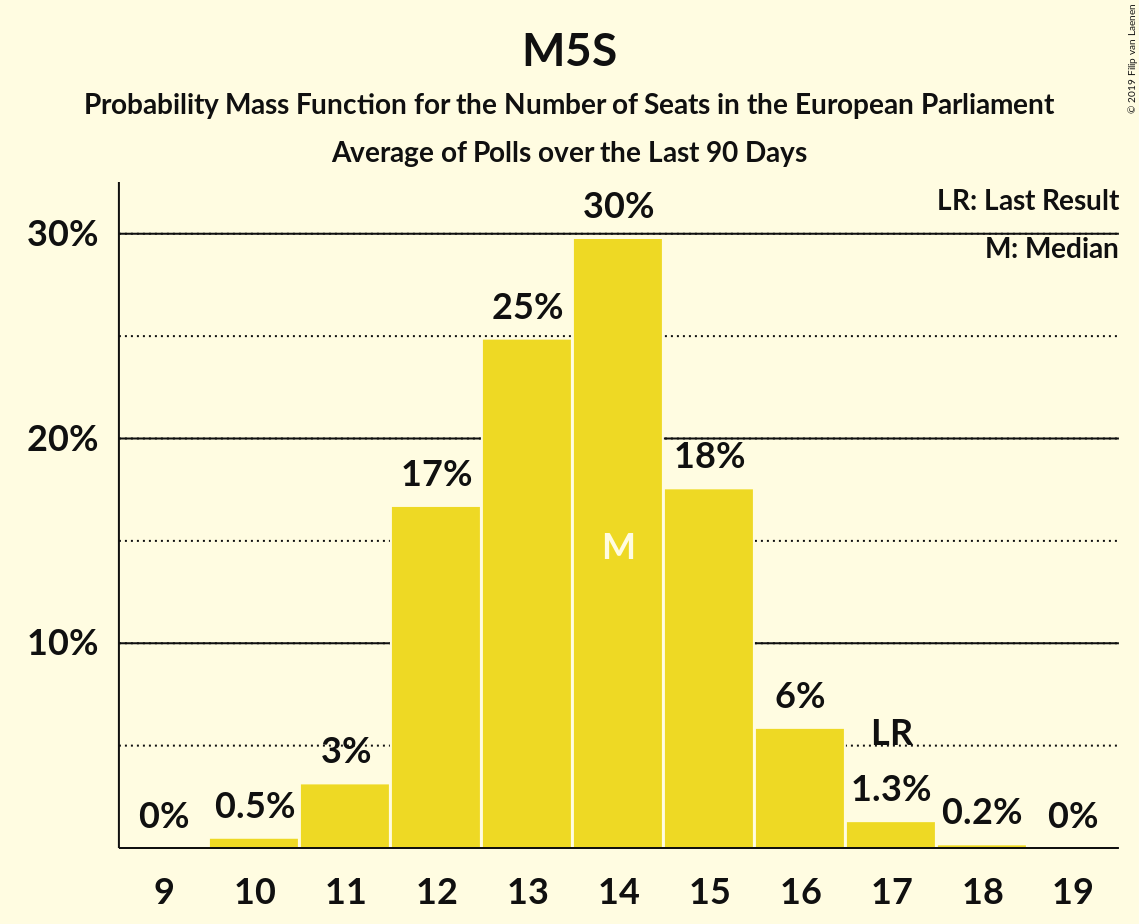 M5S
Probability Mass Function for the Number of Seats in the European Parliament
Average of Polls over the Last 90 Days
© 2019 Filip van Laenen
LR: Last Result
M: Median
30%
20%
10%
0%
0.5%
3%
17%
25%
30%
M
18%
6%
LR
1.3%
0.2%
0%
9 10 11 12 13 14 15 16 17 18 19